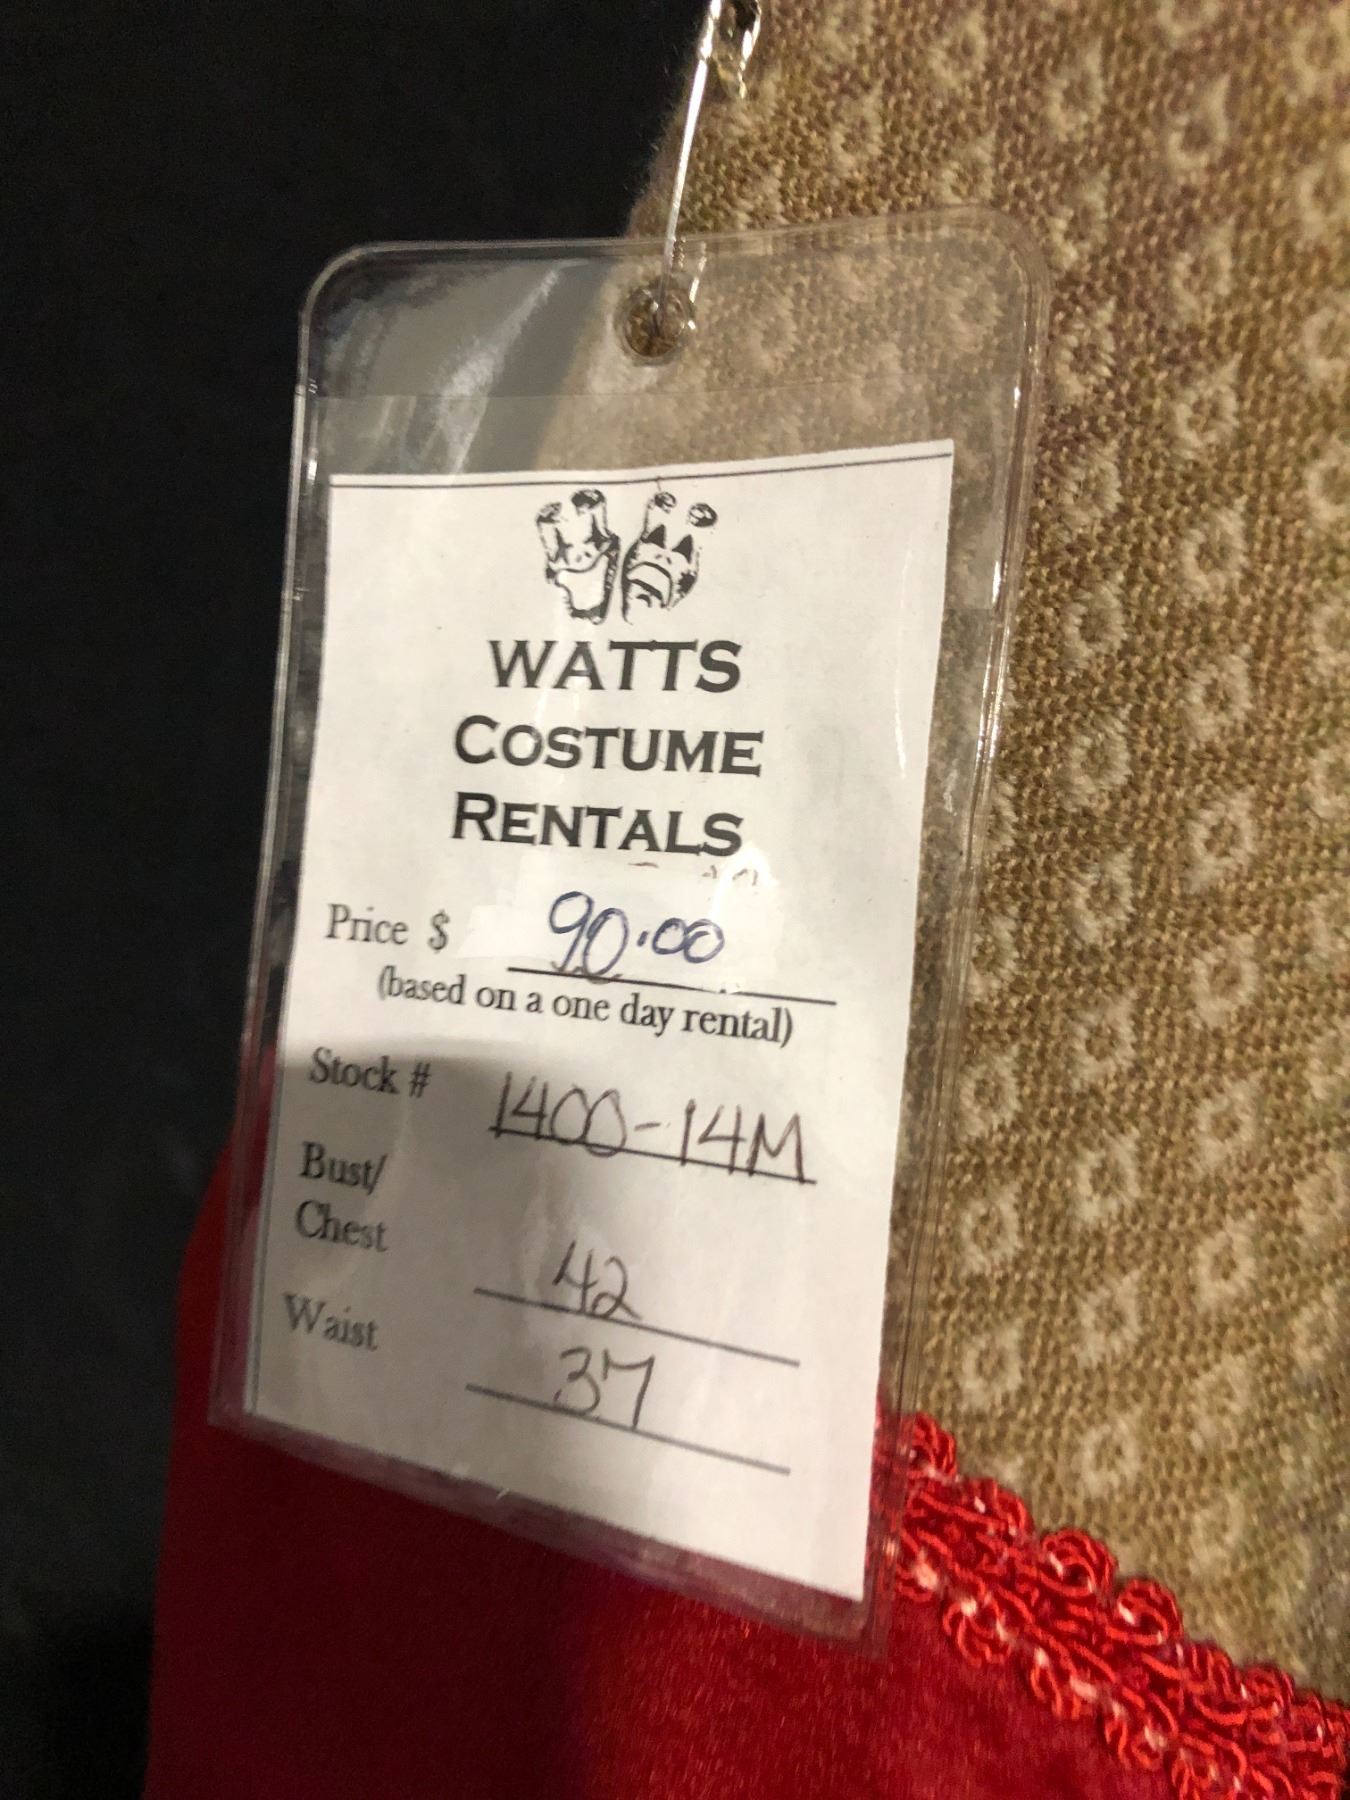 WATTS
COSTUME
RENTALS
Price $ 90.00
(based on a one day rental)
Stock # 1400-14M
Bust/
Chest 42
Waist 37